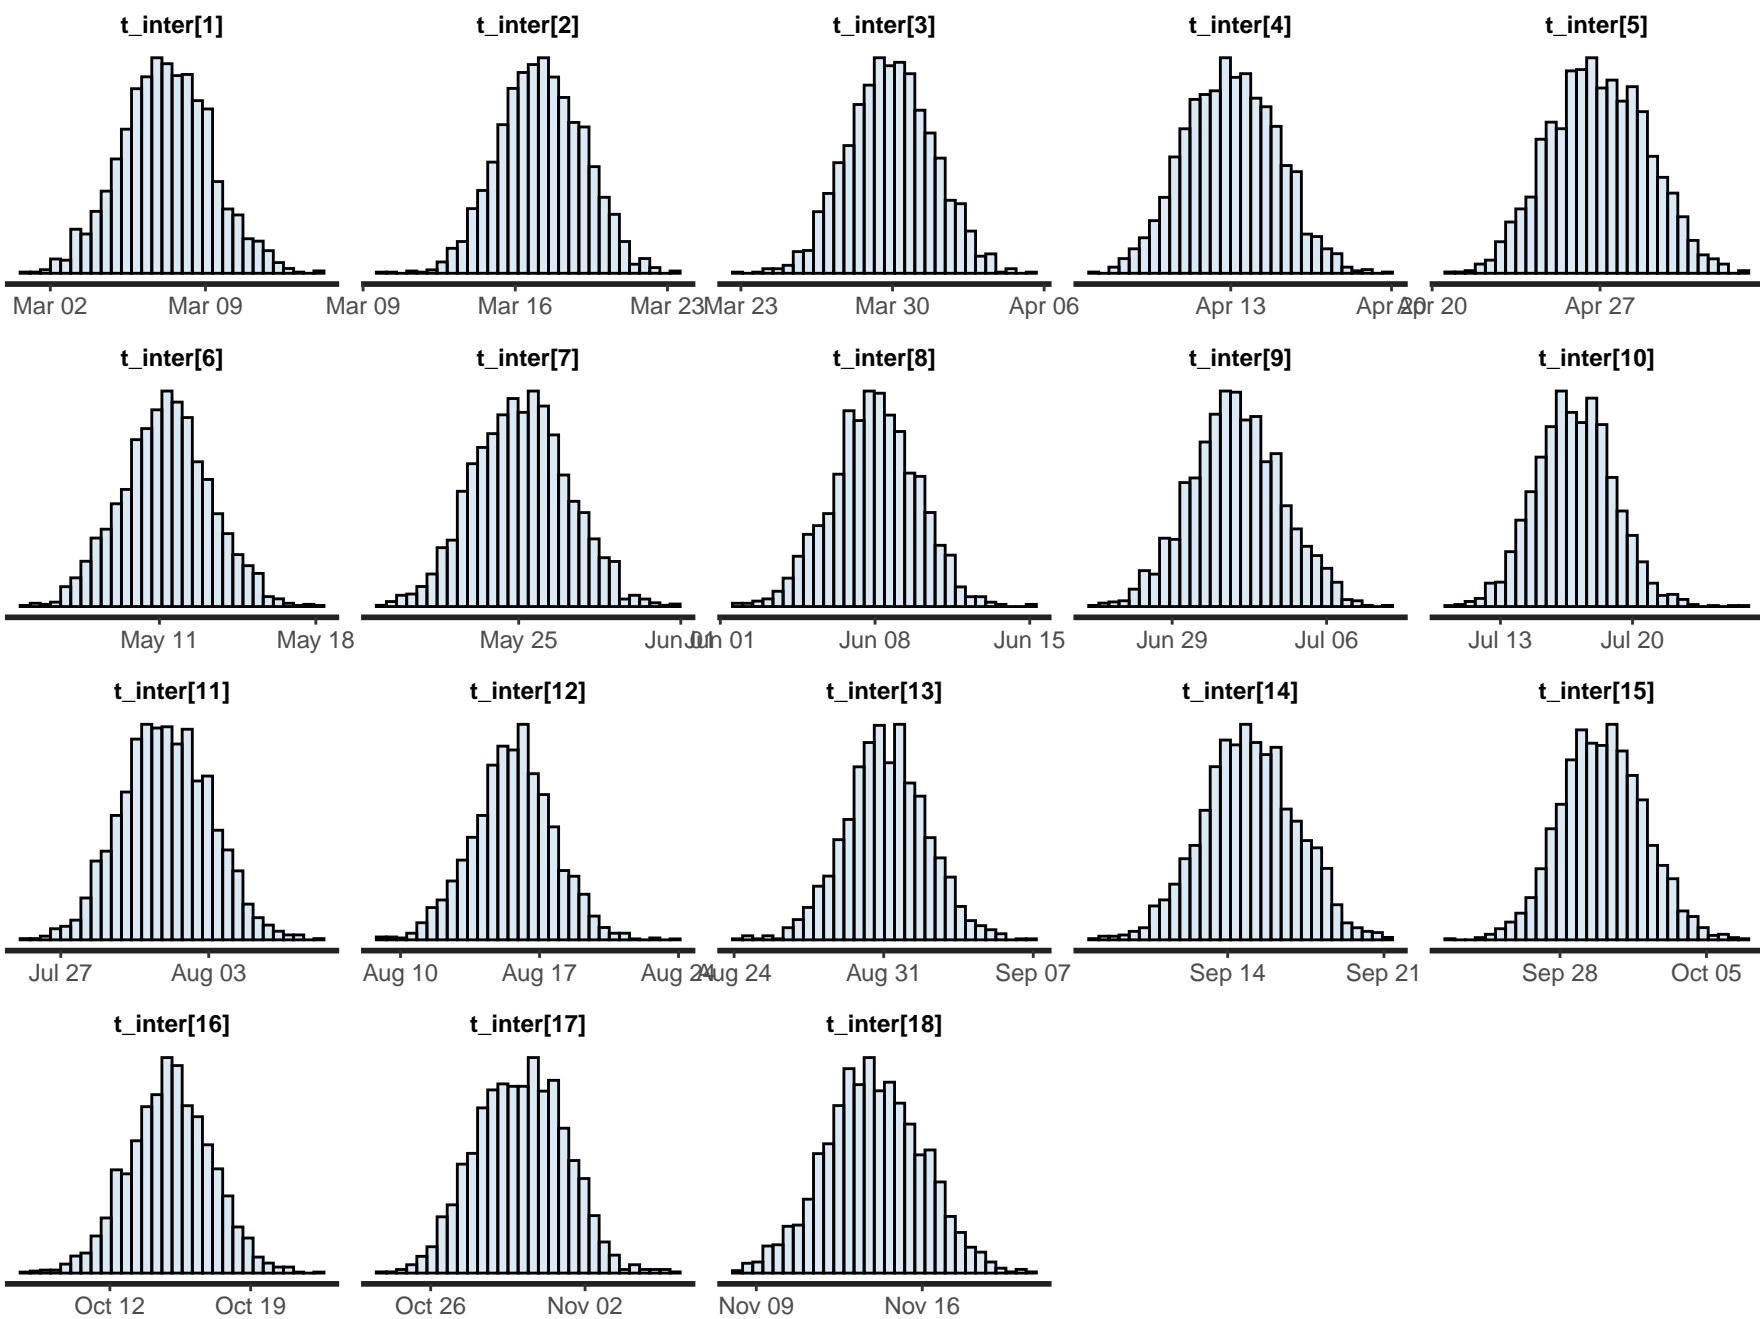 t_inter[1] t_inter[2] t_inter[3] t_inter[4] t_inter[5]
Mar 02 Mar 09 Mar 09 Mar 16 Mar 23 Mar 23 Mar 30 Apr 06 Apr 13 Apr 20 Apr 20 Apr 27
t_inter[6] t_inter[7] t_inter[8] t_inter[9] t_inter[10]
May 11 May 18 May 25 Jun 01 Jun 01 Jun 08 Jun 15 Jun 29 Jul 06 Jul 13 Jul 20
t_inter[11] t_inter[12] t_inter[13] t_inter[14] t_inter[15]
Jul 27 Aug 03 Aug 10 Aug 17 Aug 24 Aug 24 Aug 31 Sep 07 Sep 14 Sep 21 Sep 28 Oct 05
t_inter[16] t_inter[17] t_inter[18]
Oct 12 Oct 19 Oct 26 Nov 02 Nov 09 Nov 16